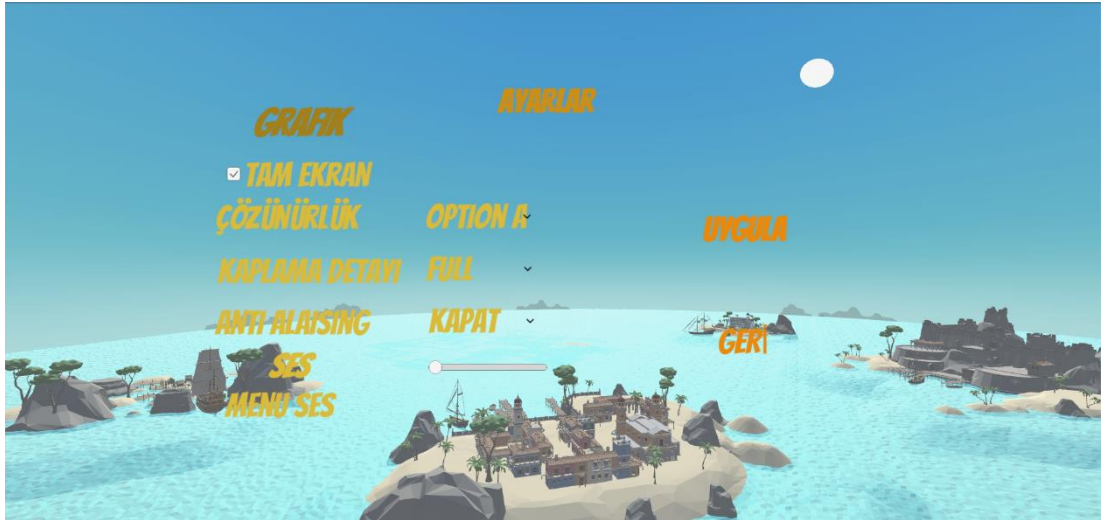 AYARLAR
GRAFIK
TAM EKRAN
ÇÖZÜNÜRLÜK OPTION A
UYGULA
KAPLAMA DETAYI FULL
ANTI ALAISING KAPAT
GERİ
SES
MENU SES